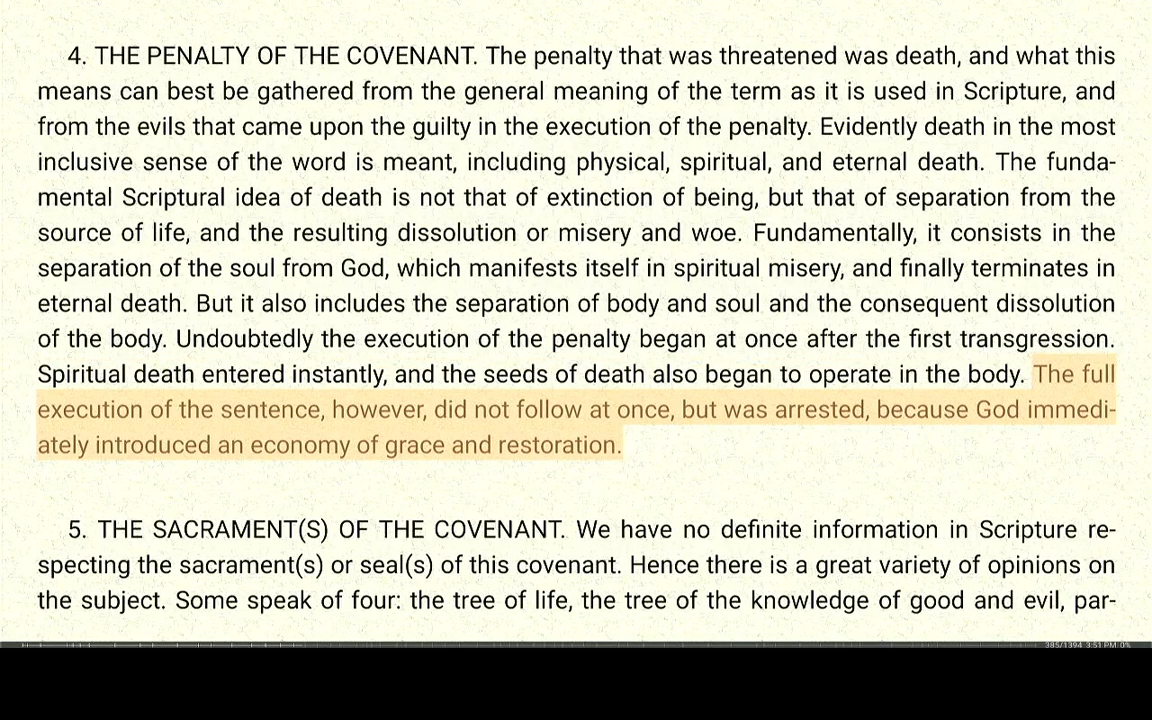 4. THE PENALTY OF THE COVENANT. The penalty that was threatened was death, and what this
means can best be gathered from the general meaning of the term as it is used in Scripture, and
from the evils that came upon the guilty in the execution of the penalty. Evidently death in the most
inclusive sense of the word is meant, including physical, spiritual, and eternal death. The funda-
mental Scriptural idea of death is not that of extinction of being, but that of separation from the
source of life, and the resulting dissolution or misery and woe. Fundamentally, it consists in the
separation of the soul from God, which manifests itself in spiritual misery, and finally terminates in
eternal death. But it also includes the separation of body and soul and the consequent dissolution
of the body. Undoubtedly the execution of the penalty began at once after the first transgression.
Spiritual death entered instantly, and the seeds of death also began to operate in the body. The full
execution of the sentence, however, did not follow at once, but was arrested, because God immedi-
ately introduced an economy of grace and restoration.
5. THE SACRAMENT(S) OF THE COVENANT. We have no definite information in Scripture re-
specting the sacrament(s) or seal(s) of this covenant. Hence there is a great variety of opinions on
the subject. Some speak of four: the tree of life, the tree of the knowledge of good and evil, par-
385/1394 3:51 PM 0%